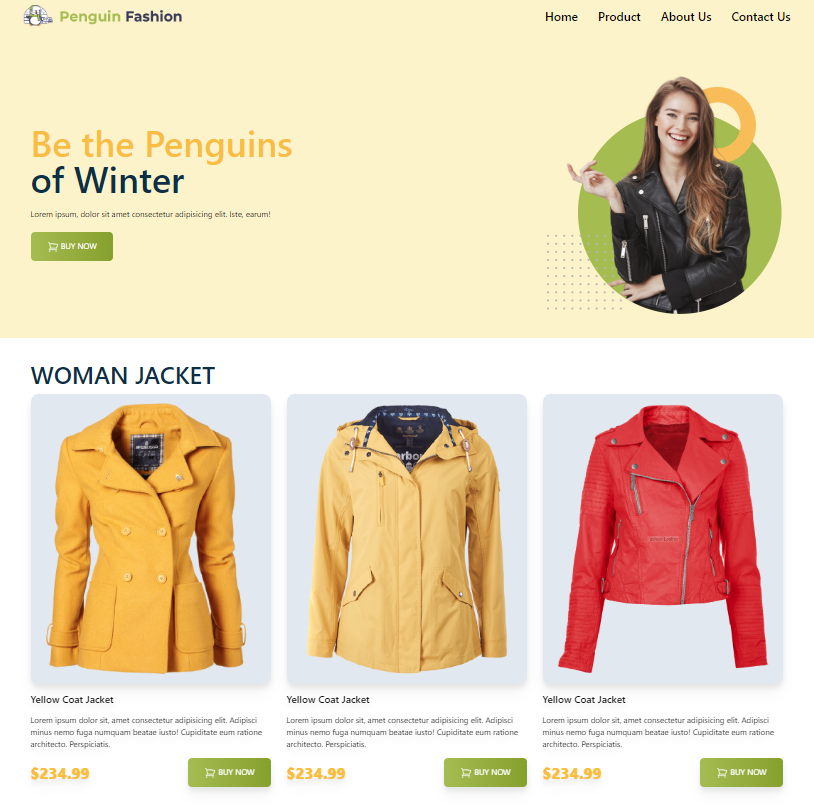 Penguin Fashion
Home Product About Us Contact Us
Be the Penguins
of Winter
Lorem ipsum, dolor sit amet consectetur adipisicing elit. Iste, earum!
BUY NOW
WOMAN JACKET
Yellow Coat Jacket
Lorem ipsum dolor sit, amet consectetur adipisicing elit. Adipisci
minus nemo fuga numquam beatae iusto! Cupiditate eum ratione
architecto. Perspiciatis.
$234.99
BUY NOW
Yellow Coat Jacket
Lorem ipsum dolor sit, amet consectetur adipisicing elit. Adipisci
minus nemo fuga numquam beatae iusto! Cupiditate eum ratione
architecto. Perspiciatis.
$234.99
BUY NOW
Yellow Coat Jacket
Lorem ipsum dolor sit, amet consectetur adipisicing elit. Adipisci
minus nemo fuga numquam beatae iusto! Cupiditate eum ratione
architecto. Perspiciatis.
$234.99
BUY NOW